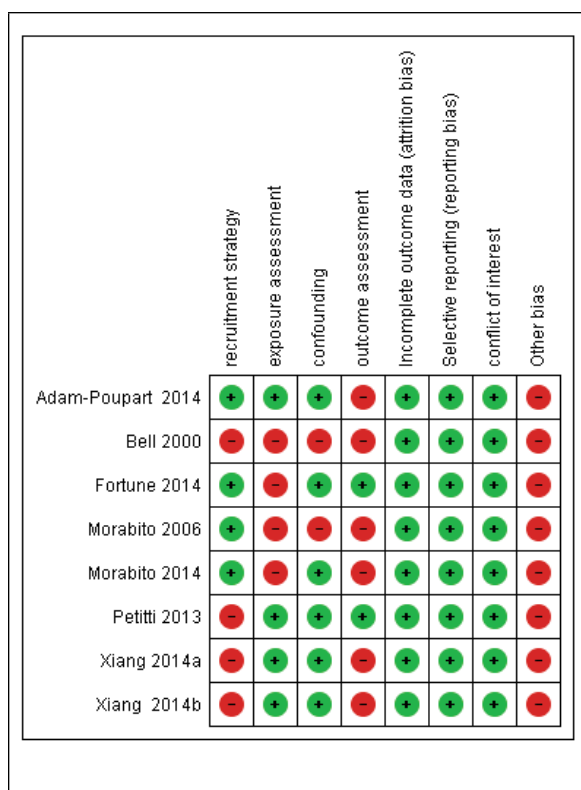 recruitment strategy
exposure assessment
confounding
outcome assessment
Incomplete outcome data (attrition bias)
Selective reporting (reporting bias)
conflict of interest
Other bias
Adam-Poupart 2014 + + + - + + + -
Bell 2000 - - - - + + + -
Fortune 2014 + - + + + + + -
Morabito 2006 + - - - + + + -
Morabito 2014 + - + - + + + -
Petitti 2013 - + + + + + + -
Xiang 2014a - + + - + + + -
Xiang 2014b - + + - + + + -